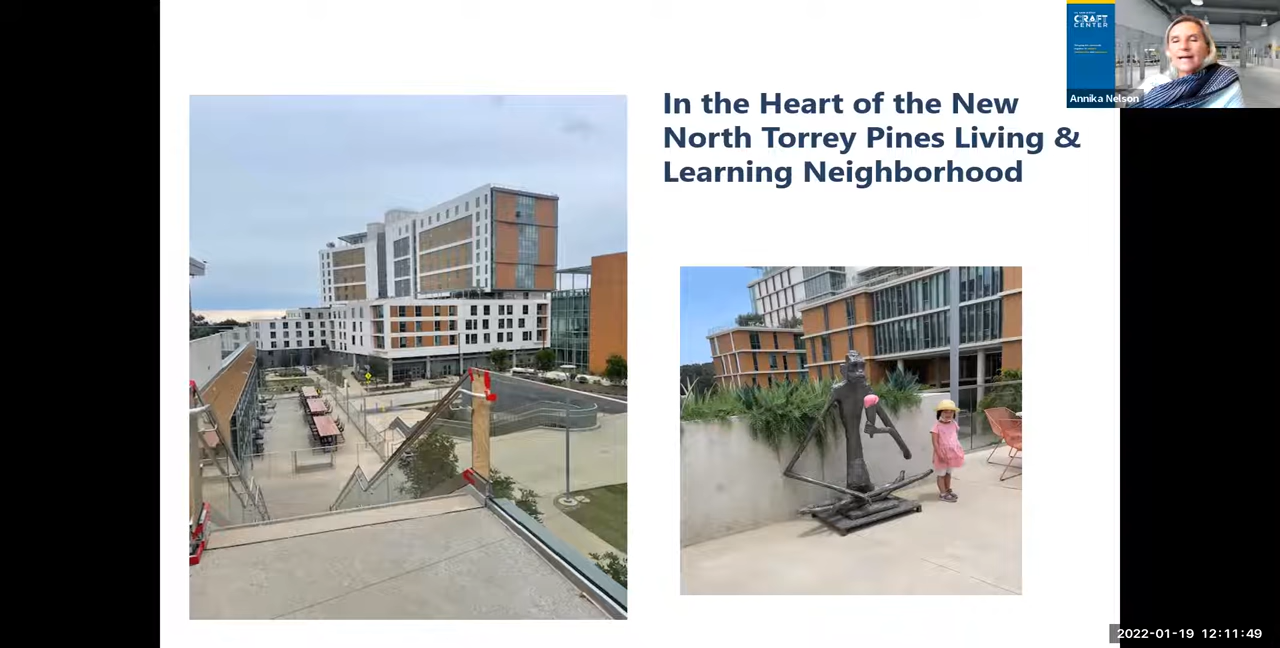 In the Heart of the New
North Torrey Pines Living &
Learning Neighborhood
CRAFT
CENTER
Annika Nelson
2022-01-19 12:11:49